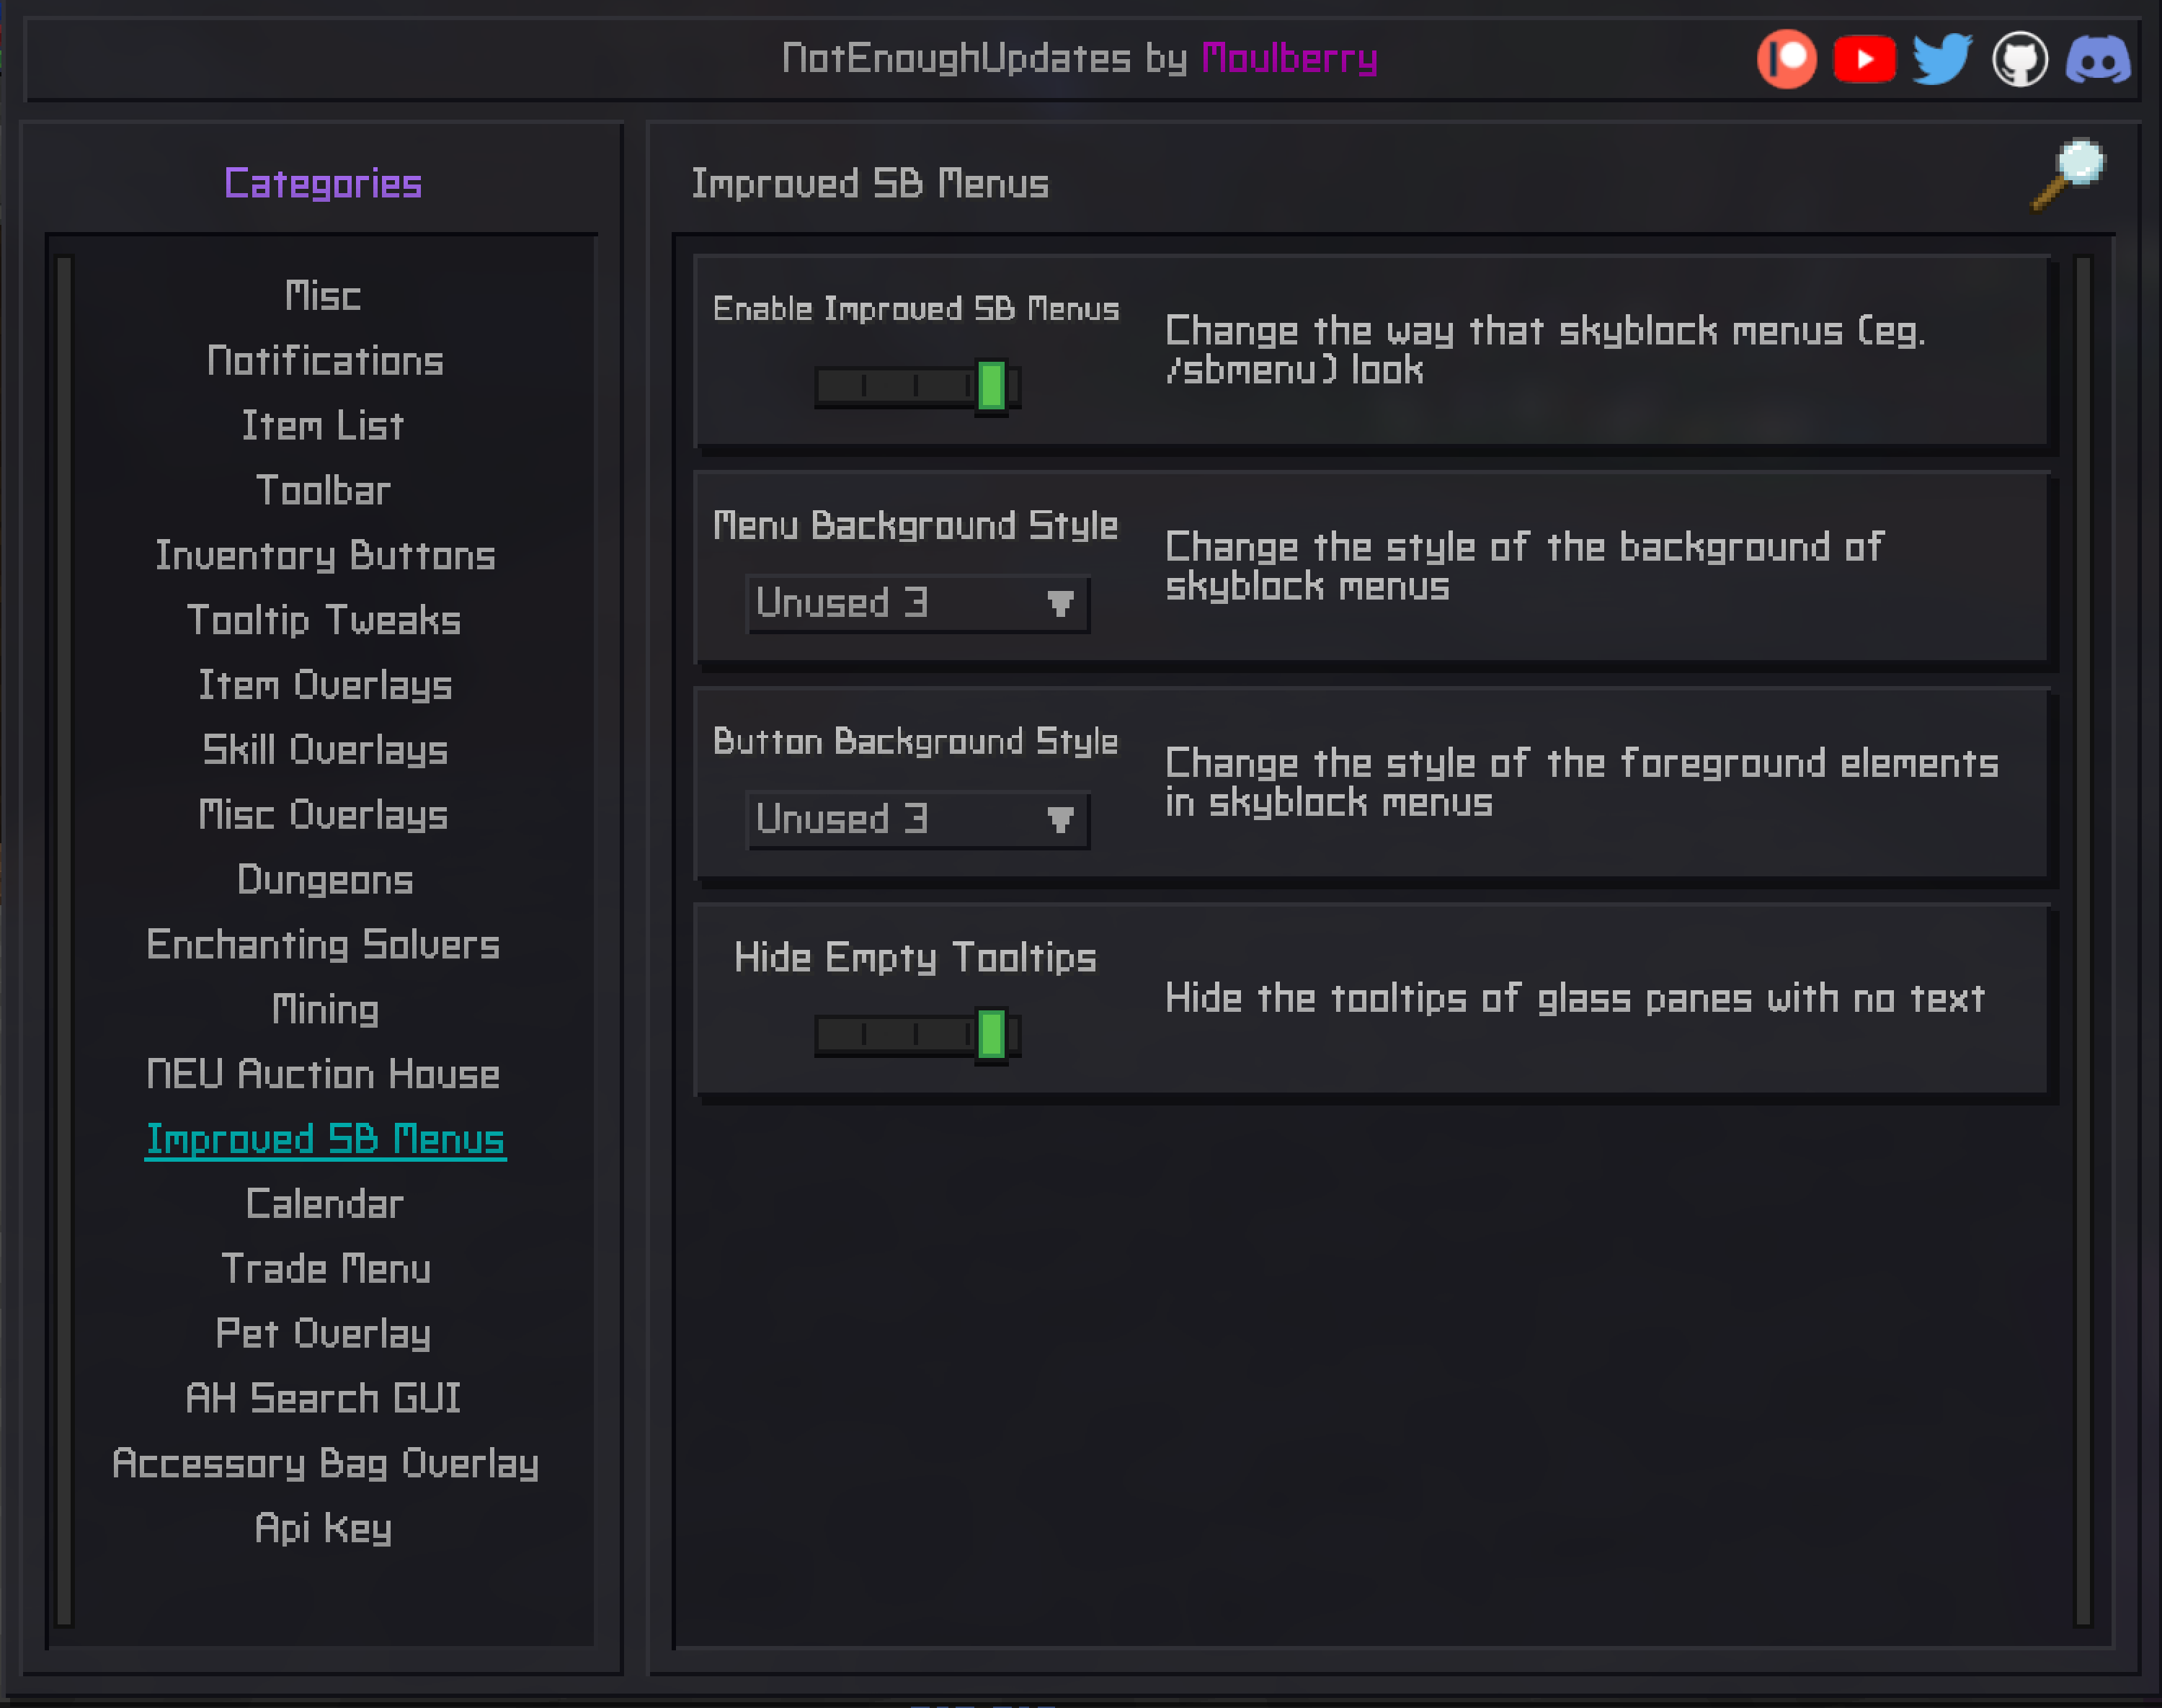 NotEnoughUpdates by Moulberry
Categories
Misc
Notifications
Item List
Toolbar
Inventory Buttons
Tooltip Tweaks
Item Overlays
Skill Overlays
Misc Overlays
Dungeons
Enchanting Solvers
Mining
NEU Auction House
Improved SB Menus
Calendar
Trade Menu
Pet Overlay
AH Search GUI
Accessory Bag Overlay
Api Key
Improved SB Menus
Enable Improved SB Menus
Change the way that skyblock menus (eg.
/sbmenu) look
Menu Background Style
Unused 3
Change the style of the background of
skyblock menus
Button Background Style
Unused 3
Change the style of the foreground elements
in skyblock menus
Hide Empty Tooltips
Hide the tooltips of glass panes with no text